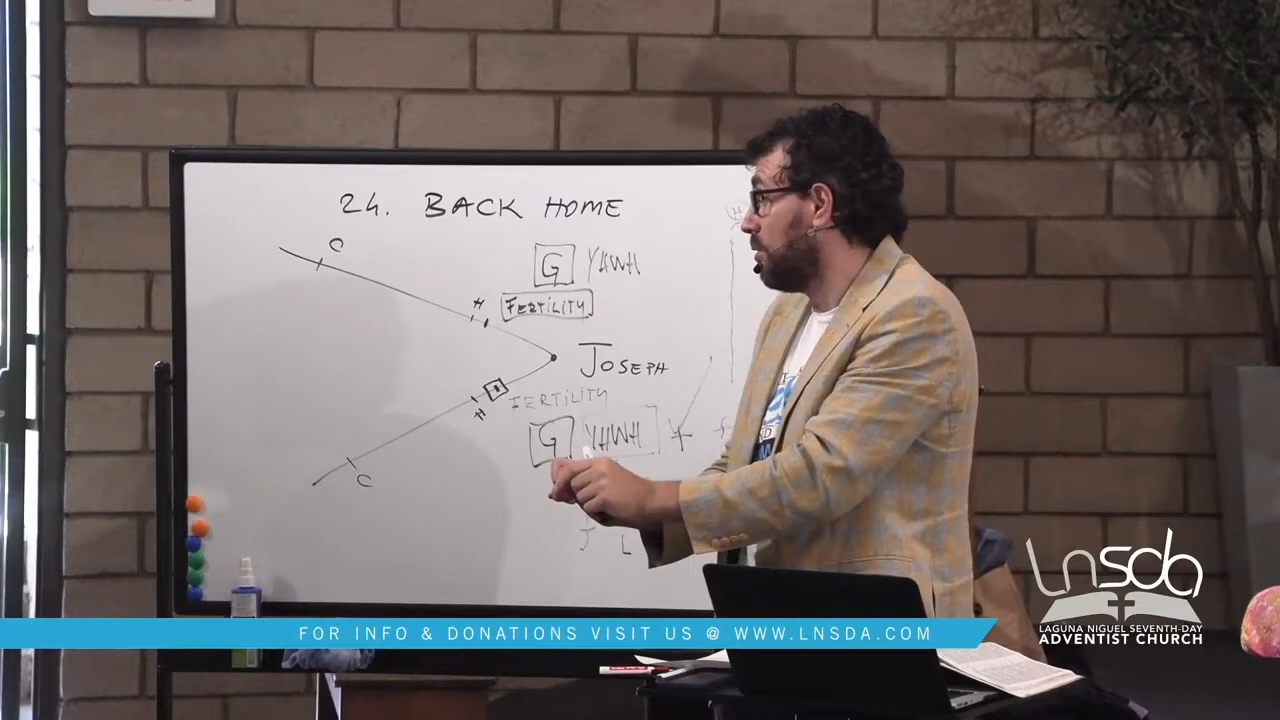 24. BACK HOME
C
G YHWH
H FERTILITY
JOSEPH
FERTILITY
H
G YHWH
C
J L
FOR INFO & DONATIONS VISIT US @ WWW.LNSDA.COM
LNSDA
LAGUNA NIGUEL SEVENTH-DAY
ADVENTIST CHURCH